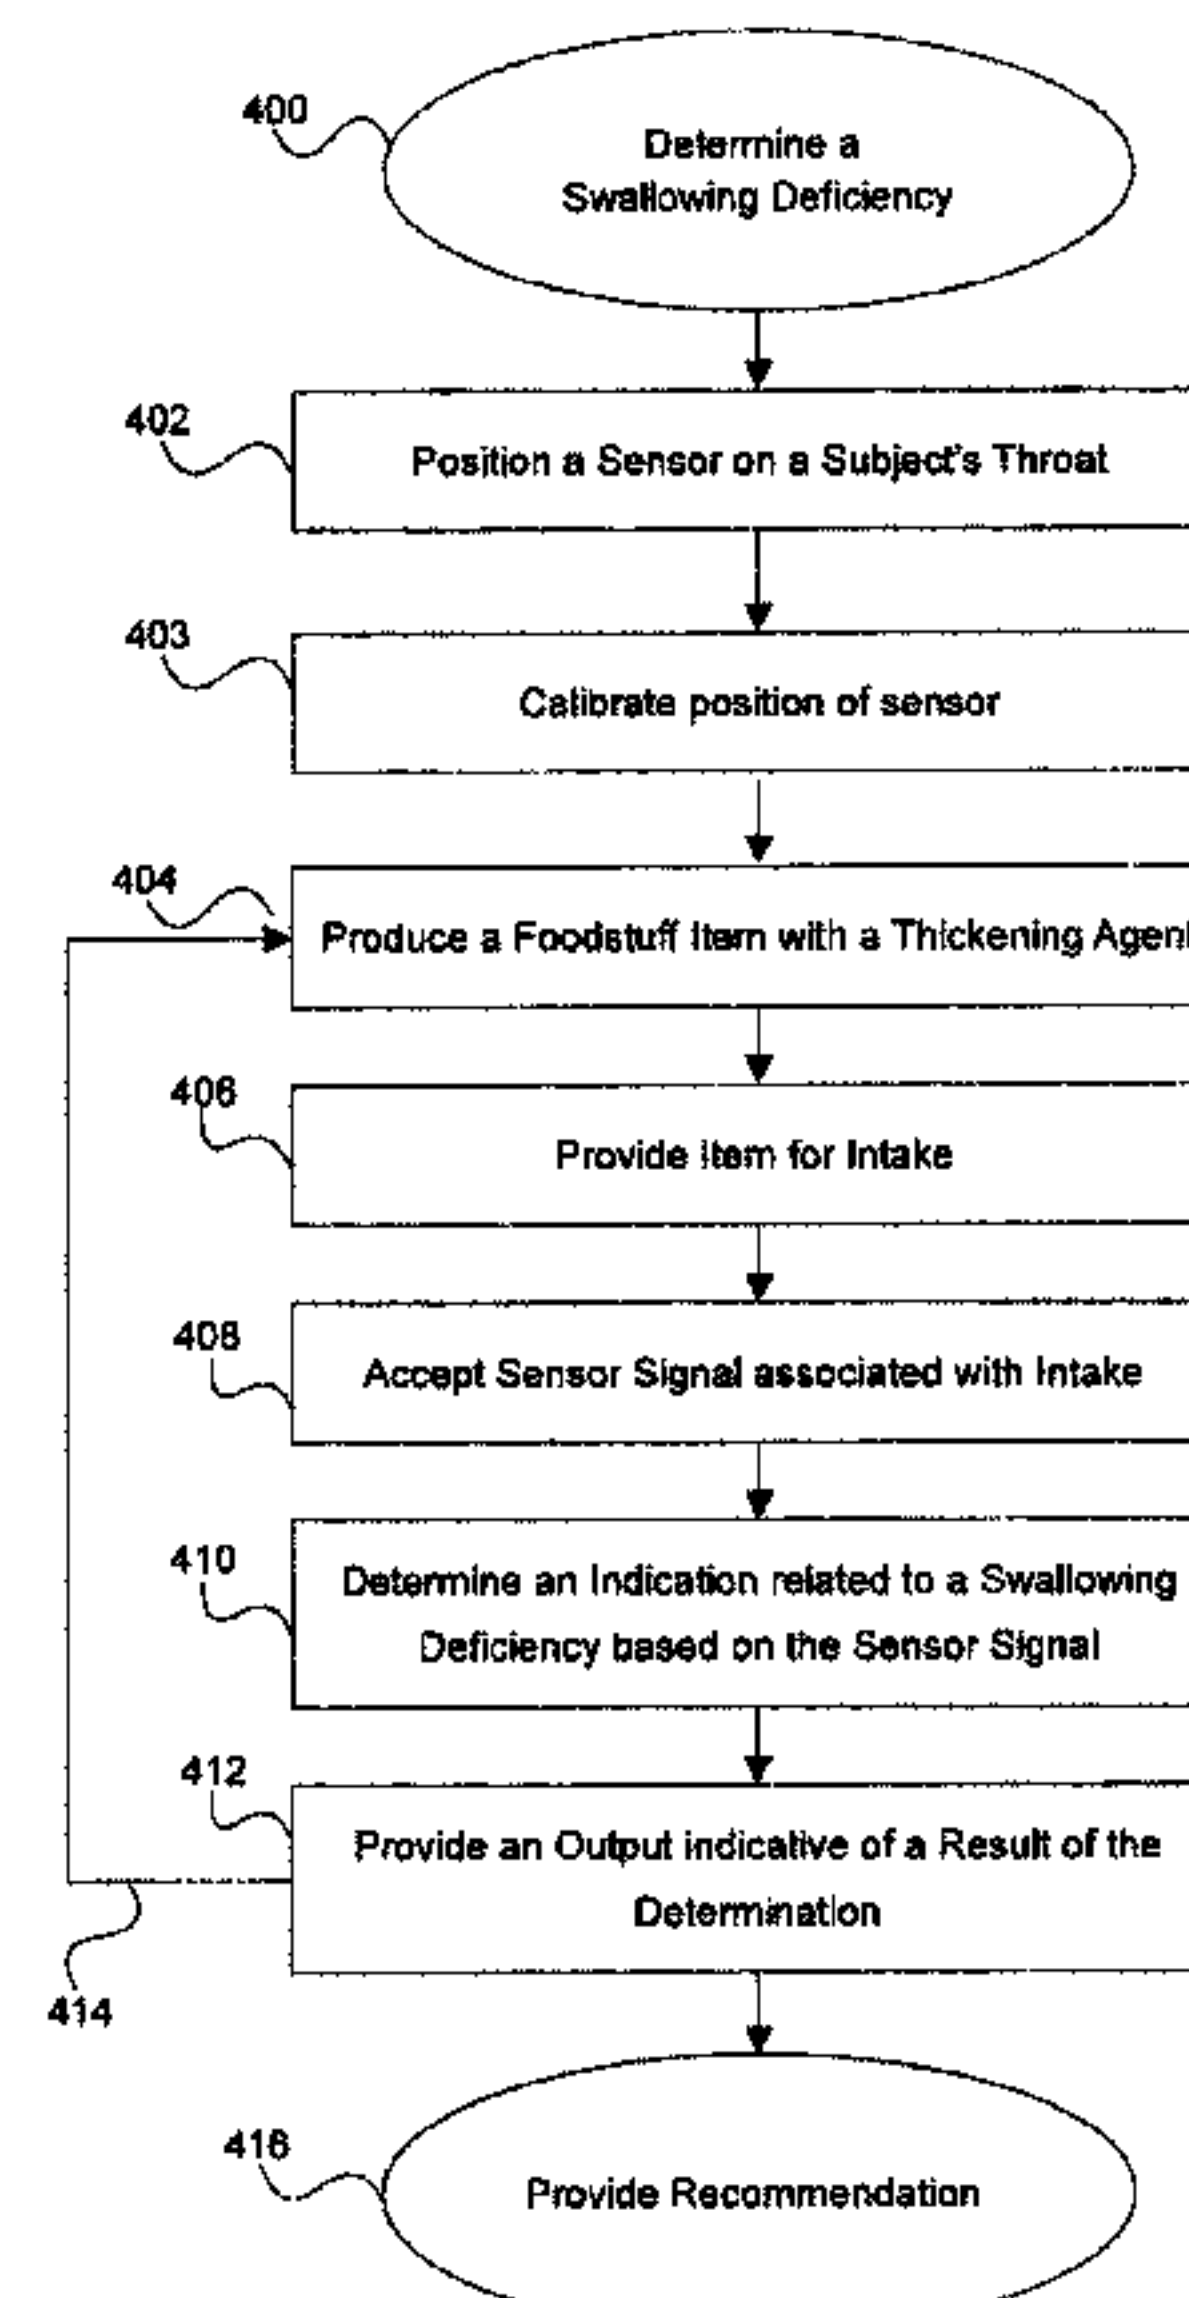 400
Determine a
Swallowing Deficiency
402
Position a Sensor on a Subject's Throat
403
Calibrate position of sensor
404
Produce a Foodstuff Item with a Thickening Agent
406
Provide Item for Intake
408
Accept Sensor Signal associated with Intake
410
Determine an Indication related to a Swallowing
Deficiency based on the Sensor Signal
412
Provide an Output indicative of a Result of the
Determination
414
416
Provide Recommendation